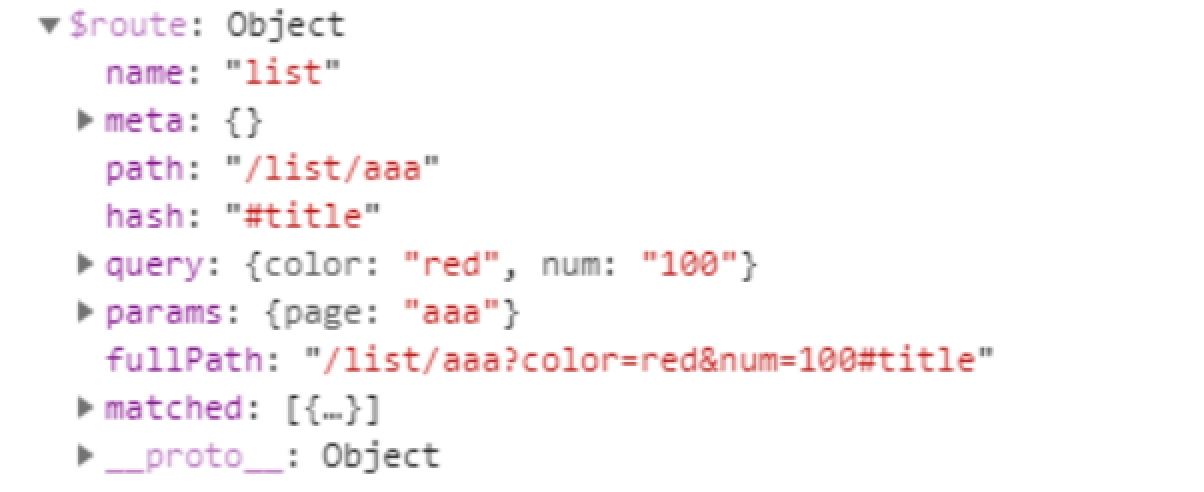 ▼ $route: Object
name: "list"
▶ meta: {}
path: "/list/aaa"
hash: "#title"
▶ query: {color: "red", num: "100"}
▶ params: {page: "aaa"}
fullPath: "/list/aaa?color=red&num=100#title"
▶ matched: [{…}]
▶ __proto__: Object